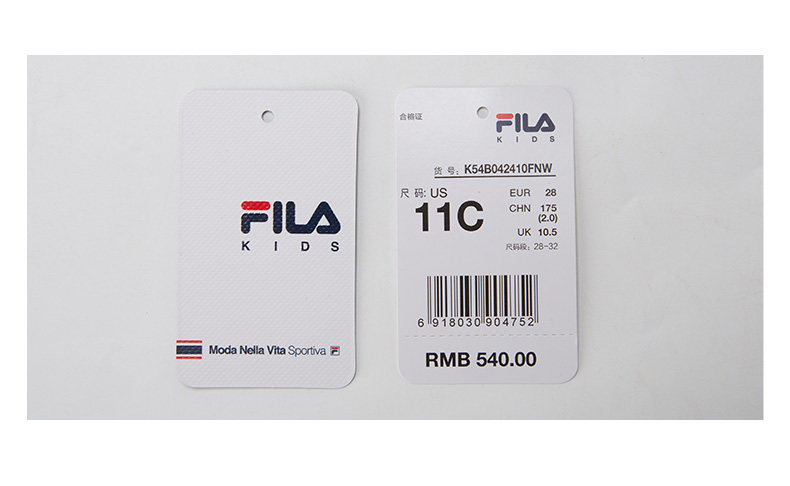 FILA
KIDS
Moda Nella Vita Sportiva
合格证
FILA
KIDS
货 号: K54B042410FNW
尺 码: US
11C
EUR 28
CHN 175
(2.0)
UK 10.5
尺码段: 28-32
6 918030 904752
RMB 540.00